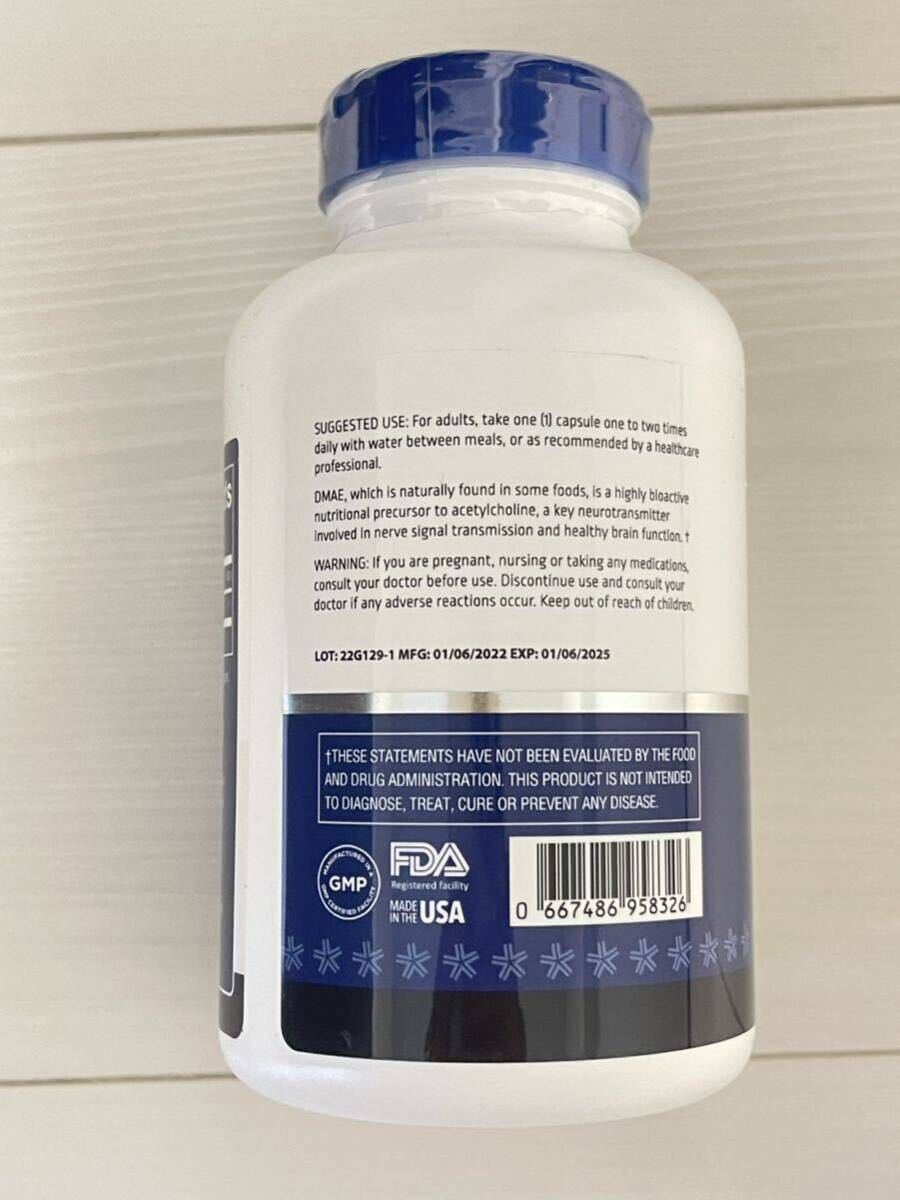 SUGGESTED USE: For adults, take one (1) capsule one to two times
daily with water between meals, or as recommended by a healthcare
professional.
DMAE, which is naturally found in some foods, is a highly bioactive
nutritional precursor to acetylcholine, a key neurotransmitter
involved in nerve signal transmission and healthy brain function. †
WARNING: If you are pregnant, nursing or taking any medications,
consult your doctor before use. Discontinue use and consult your
doctor if any adverse reactions occur. Keep out of reach of children.
LOT: 22G129-1 MFG: 01/06/2022 EXP: 01/06/2025
†THESE STATEMENTS HAVE NOT BEEN EVALUATED BY THE FOOD
AND DRUG ADMINISTRATION. THIS PRODUCT IS NOT INTENDED
TO DIAGNOSE, TREAT, CURE OR PREVENT ANY DISEASE.
MANUFACTURED IN A
GMP
GMP CERTIFIED FACILITY
FDA
Registered facility
MADE
IN THE USA
0 667486 958326